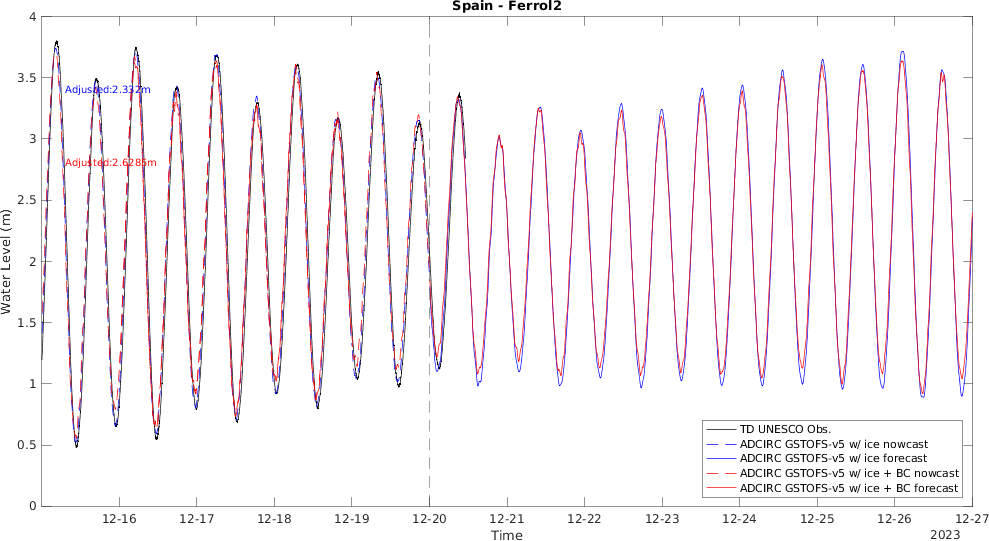 Spain - Ferrol2
4
3.5
3
2.5
2
1.5
1
0.5
0
Water Level (m)
Adjusted:2.332m
Adjusted:2.6285m
TD UNESCO Obs.
ADCIRC GSTOFS-v5 w/ ice nowcast
ADCIRC GSTOFS-v5 w/ ice forecast
ADCIRC GSTOFS-v5 w/ ice + BC nowcast
ADCIRC GSTOFS-v5 w/ ice + BC forecast
12-16 12-17 12-18 12-19 12-20 12-21 12-22 12-23 12-24 12-25 12-26 12-27
Time
2023